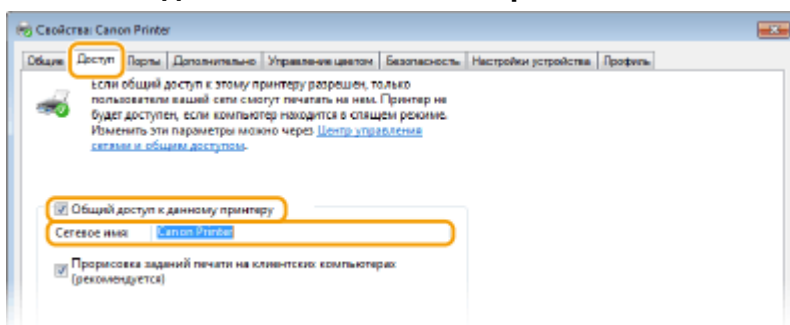 Свойства: Canon Printer
Общие Доступ Порты Дополнительно Управление цветом Безопасность Настройки устройства Профиль
Если общий доступ к этому принтеру разрешен, только
пользователи вашей сети смогут печатать на нем. Принтер не
будет доступен, если компьютер находится в спящем режиме.
Изменить эти параметры можно через Центр управления
сетями и общим доступом.
Общий доступ к данному принтеру
Сетевое имя: Canon Printer
Прорисовка заданий печати на клиентских компьютерах
(рекомендуется)